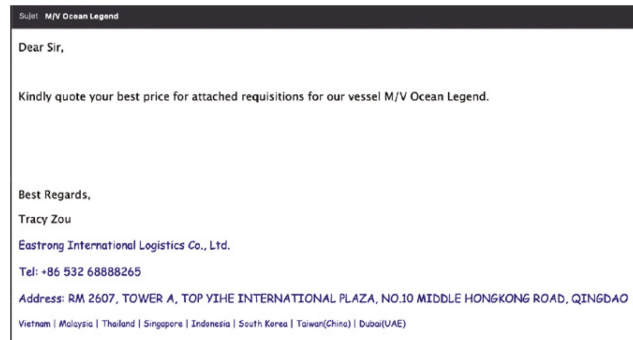 Sujet M/V Ocean Legend
Dear Sir,
Kindly quote your best price for attached requisitions for our vessel M/V Ocean Legend.
Best Regards,
Tracy Zou
Eastrong International Logistics Co., Ltd.
Tel: +86 532 68888265
Address: RM 2607, TOWER A, TOP YIHE INTERNATIONAL PLAZA, NO.10 MIDDLE HONGKONG ROAD, QINGDAO
Vietnam | Malaysia | Thailand | Singapore | Indonesia | South Korea | Taiwan(China) | Dubai(UAE)